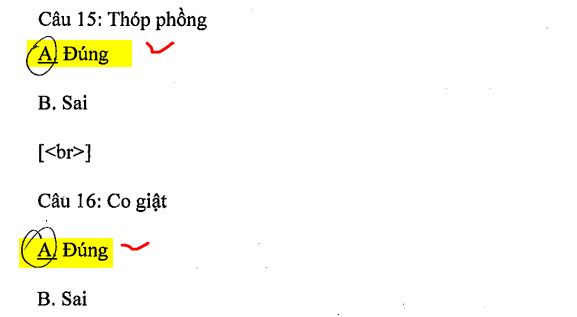 Câu 15: Thóp phồng
A. Đúng
B. Sai
[<br>]
Câu 16: Co giật
A. Đúng
B. Sai